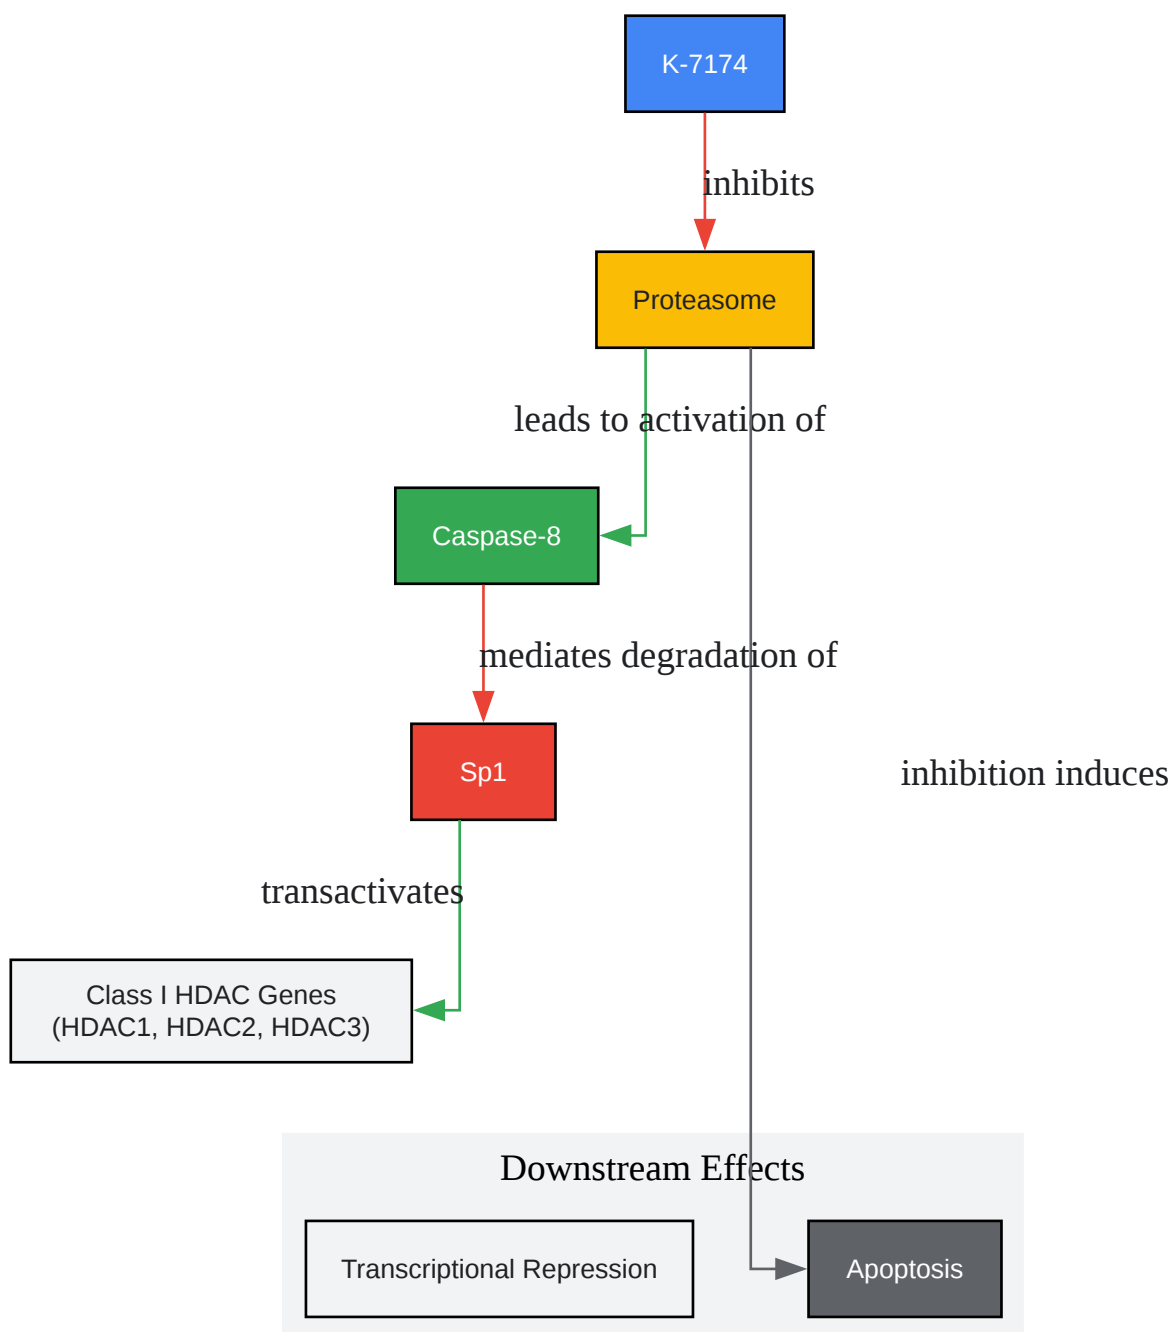 K-7174
inhibits
Proteasome
leads to activation of
Caspase-8
mediates degradation of
Sp1
inhibition induces
transactivates
Class I HDAC Genes
(HDAC1, HDAC2, HDAC3)
Downstream Effects
Transcriptional Repression
Apoptosis